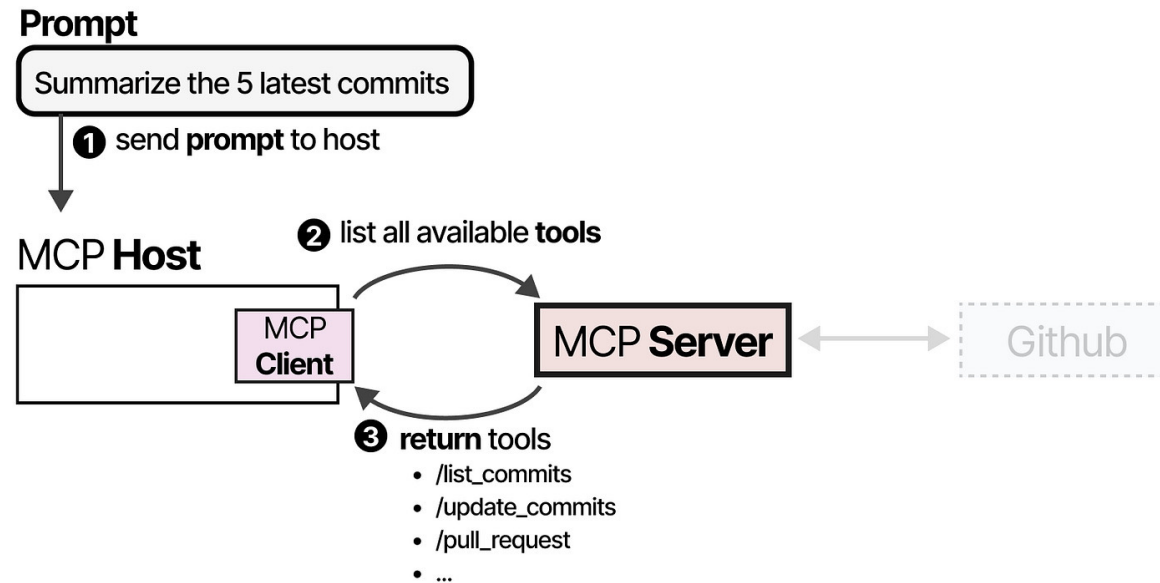 Prompt
Summarize the 5 latest commits
1 send prompt to host
2 list all available tools
MCP Host
MCP
Client
MCP Server
Github
3 return tools
• /list_commits
• /update_commits
• /pull_request
• ...